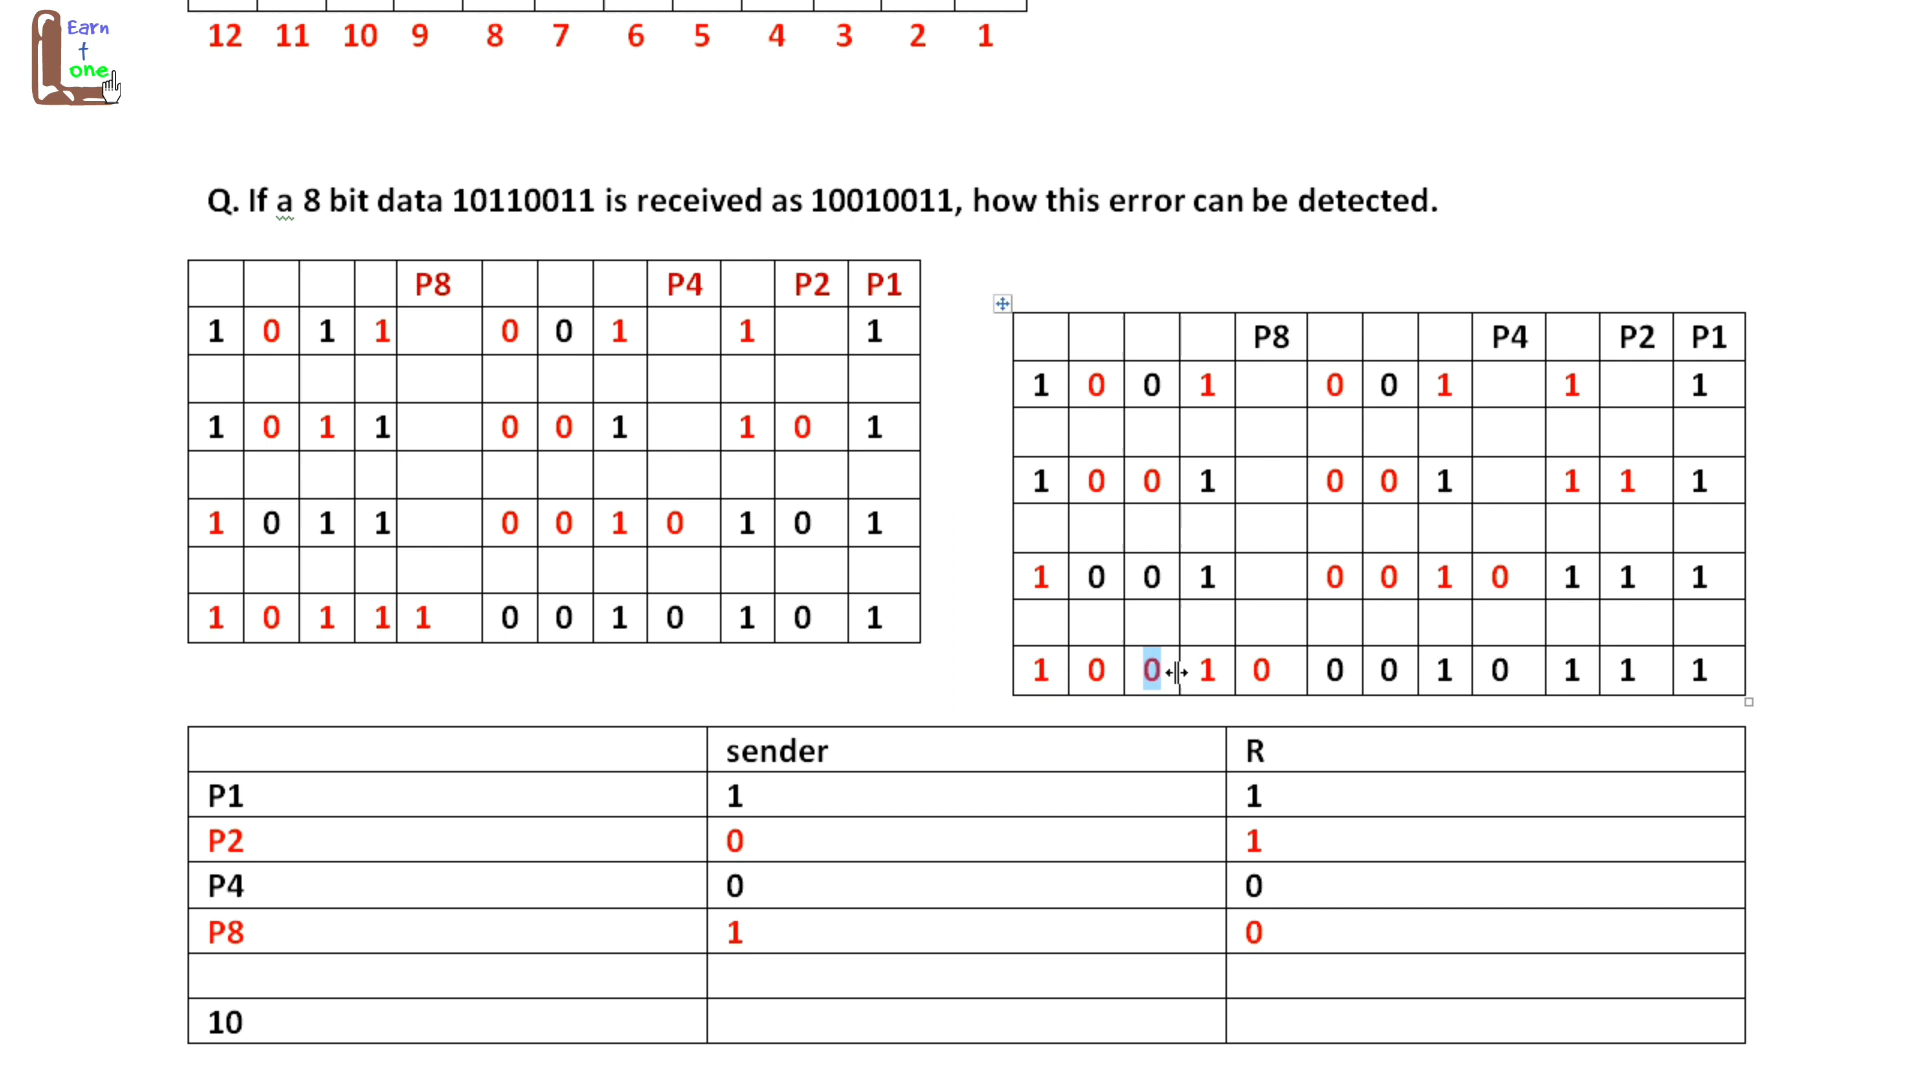 Earn
t
one
12 11 10 9 8 7 6 5 4 3 2 1
Q. If a 8 bit data 10110011 is received as 10010011, how this error can be detected.
P8 P4 P2 P1
1 0 1 1 0 0 1 1 1
1 0 1 1 0 0 1 1 0 1
1 0 1 1 0 0 1 0 1 0 1
1 0 1 1 1 0 0 1 0 1 0 1
P8 P4 P2 P1
1 0 0 1 0 0 1 1 1
1 0 0 1 0 0 1 1 1 1
1 0 0 1 0 0 1 0 1 1 1
1 0 0 1 0 0 0 1 0 1 1 1
sender R
P1 1 1
P2 0 1
P4 0 0
P8 1 0
10